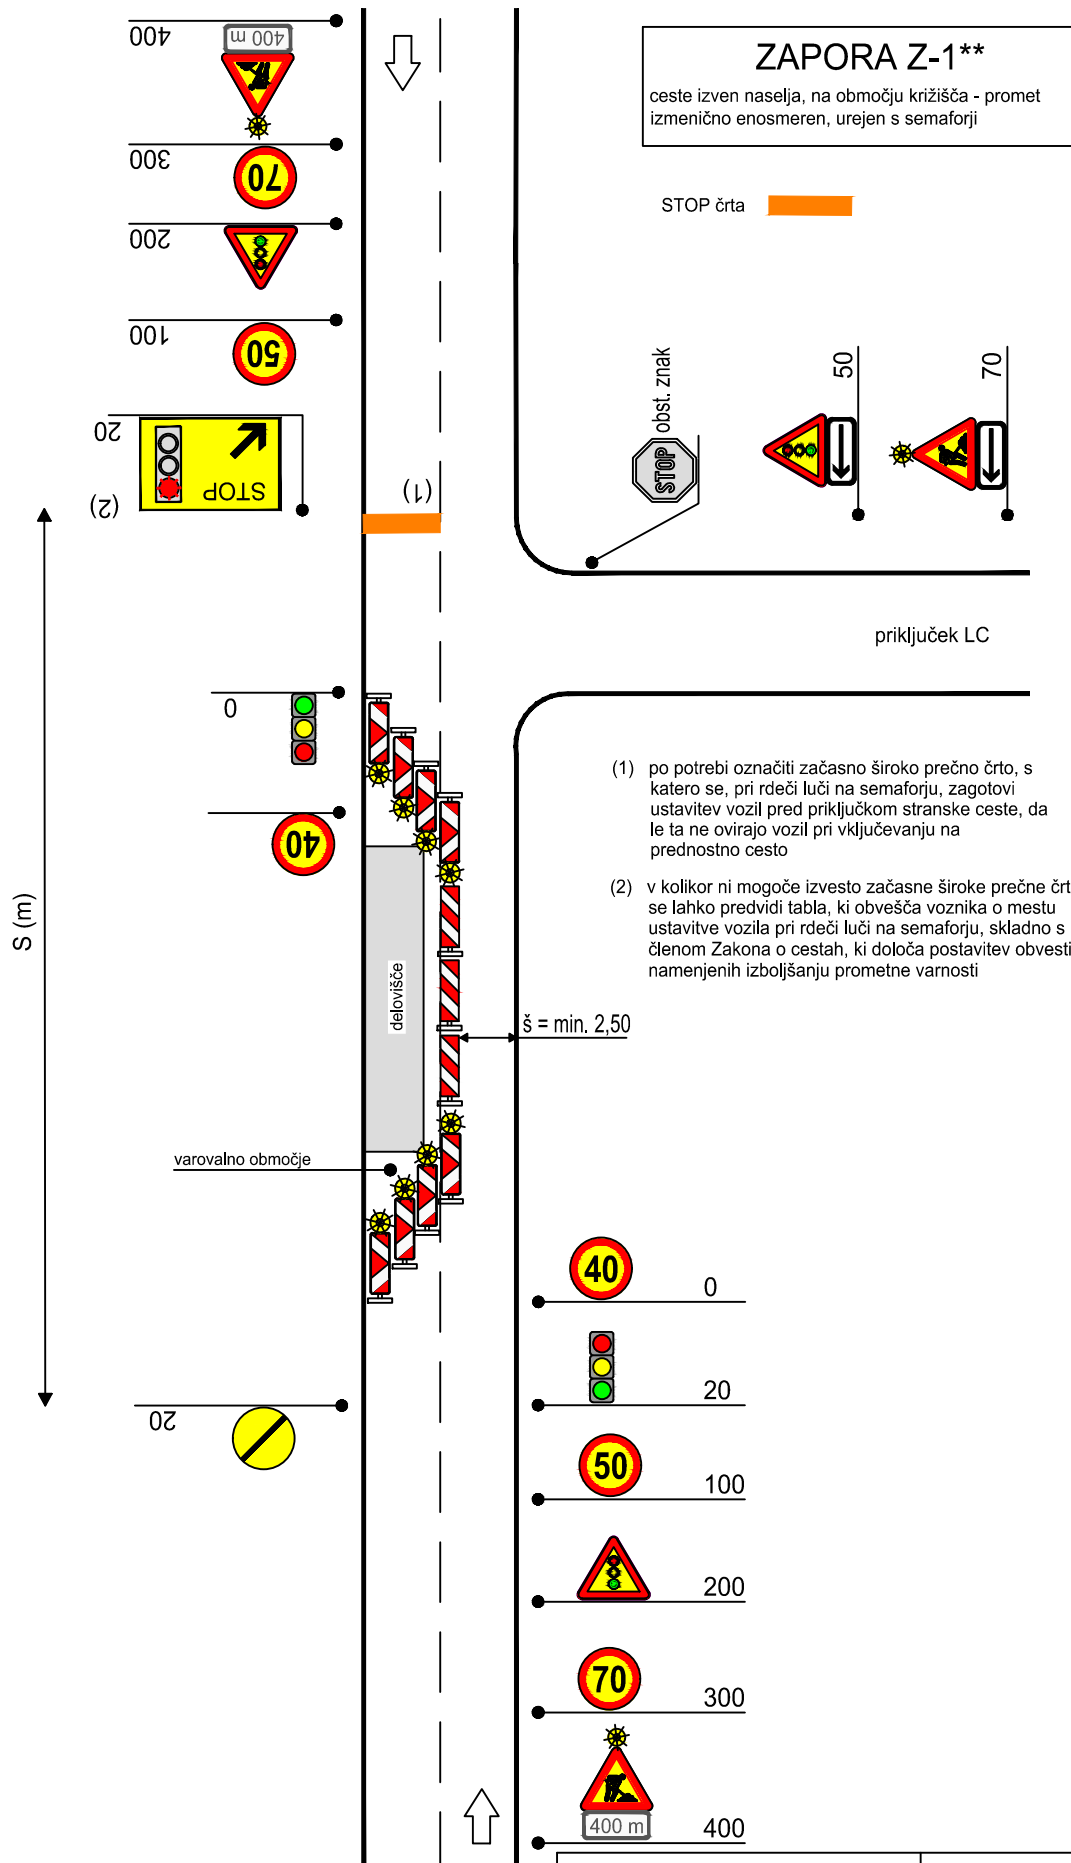 ZAPORA Z-1**
ceste izven naselja, na območju križišča - promet
izmenično enosmeren, urejen s semaforji
STOP črta
400
400 m
300
70
200
100
50
20
STOP
(2)
(1)
obst. znak
STOP
50
70
priključek LC
0
40
(1) po potrebi označiti začasno široko prečno črto, s
katero se, pri rdeči luči na semaforju, zagotovi
ustavitev vozil pred priključkom stranske ceste, da
le ta ne ovirajo vozil pri vključevanju na
prednostno cesto
(2) v kolikor ni mogoče izvesto začasne široke prečne črt
se lahko predvidi tabla, ki obvešča voznika o mestu
ustavitve vozila pri rdeči luči na semaforju, skladno s
členom Zakona o cestah, ki določa postavitev obvesti
namenjenih izboljšanju prometne varnosti
S (m)
delovišče
š = min. 2,50
varovalno območje
40
0
20
20
50
100
200
70
300
400 m
400